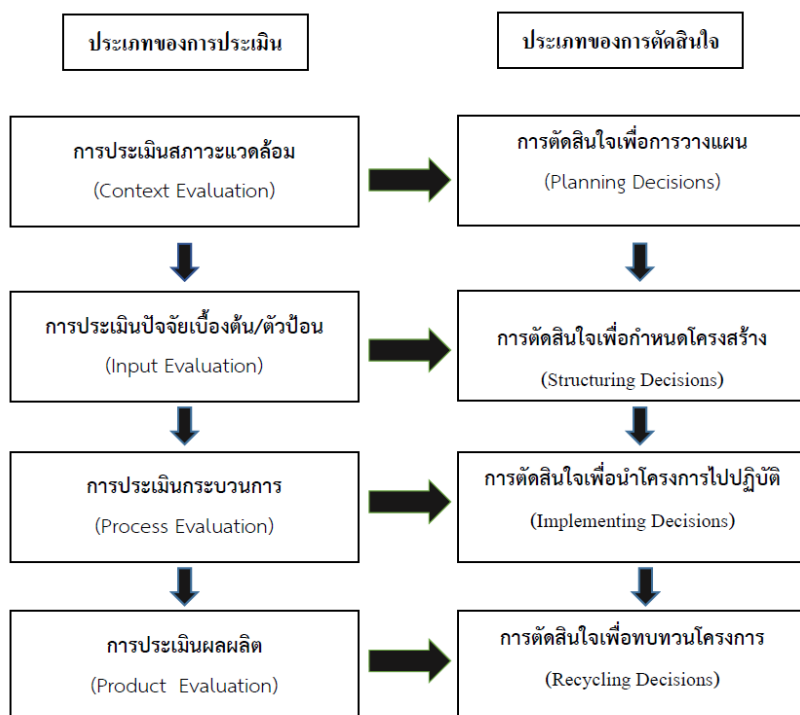 ประเภทของการประเมิน
ประเภทของการตัดสินใจ
การประเมินสภาวะแวดล้อม
(Context Evaluation)
การตัดสินใจเพื่อการวางแผน
(Planning Decisions)
การประเมินปัจจัยเบื้องต้น/ตัวป้อน
(Input Evaluation)
การตัดสินใจเพื่อกำหนดโครงสร้าง
(Structuring Decisions)
การประเมินกระบวนการ
(Process Evaluation)
การตัดสินใจเพื่อนำโครงการไปปฏิบัติ
(Implementing Decisions)
การประเมินผลผลิต
(Product Evaluation)
การตัดสินใจเพื่อทบทวนโครงการ
(Recycling Decisions)